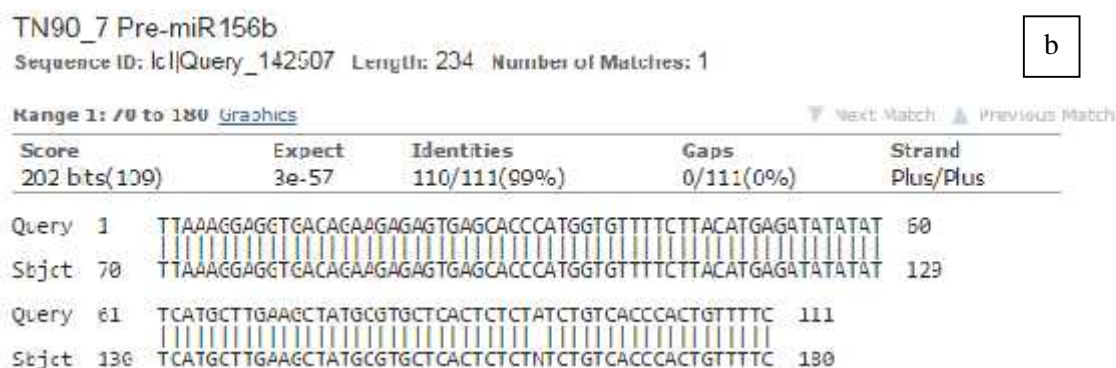 TN90_7 Pre-miR156b
b
Sequence ID: lcl|Query_142507 Length: 234 Number of Matches: 1
Range 1: 70 to 180 Graphics Next Match Previous Match
Score Expect Identities Gaps Strand
202 bits(109) 3e-57 110/111(99%) 0/111(0%) Plus/Plus
Query 1 TTAAAGGAGGTGACAGAAGAGAGTGAGCACCCATGGTGTTTTCTTACATGAGATATATAT 60
Sbjct 70 TTAAAGGAGGTGACAGAAGAGAGTGAGCACCCATGGTGTTTTCTTACATGAGATATATAT 129
Query 61 TCATGCTTGAAGCTATGCGTGCTCACTCTCTATCTGTCACCCACTGTTTTC 111
Sbjct 130 TCATGCTTGAAGCTATGCGTGCTCACTCTCTNTCTGTCACCCACTGTTTTC 180